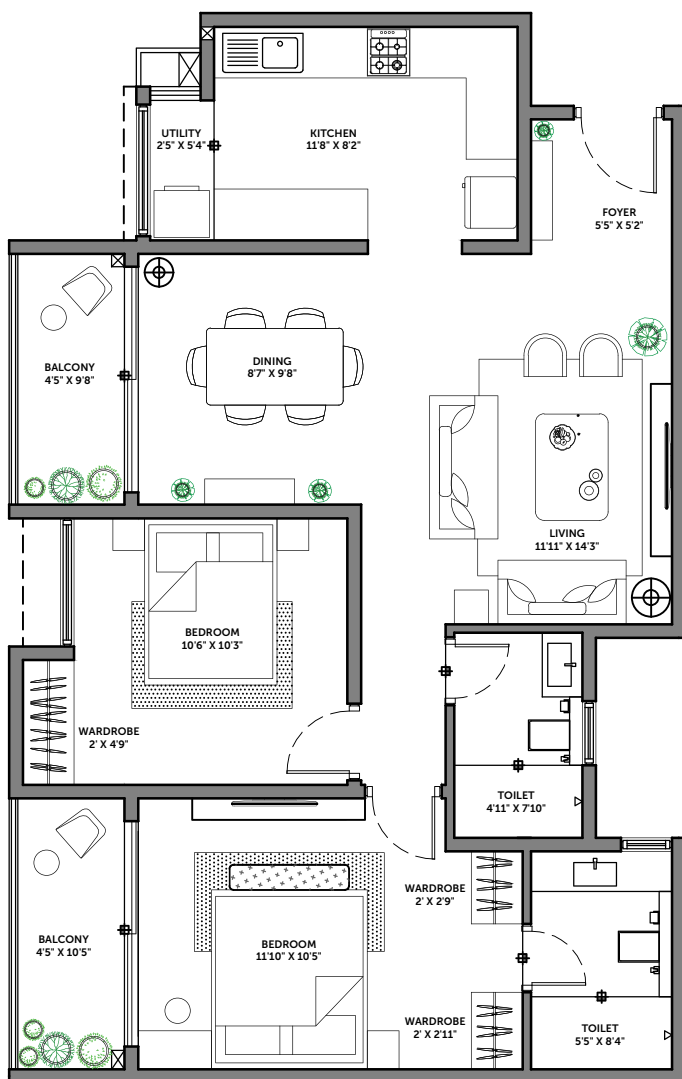 UTILITY
2'5" X 5'4"
KITCHEN
11'8" X 8'2"
FOYER
5'5" X 5'2"
BALCONY
4'5" X 9'8"
DINING
8'7" X 9'8"
LIVING
11'11" X 14'3"
BEDROOM
10'6" X 10'3"
WARDROBE
2' X 4'9"
TOILET
4'11" X 7'10"
WARDROBE
2' X 2'9"
BALCONY
4'5" X 10'5"
BEDROOM
11'10" X 10'5"
WARDROBE
2' X 2'11"
TOILET
5'5" X 8'4"